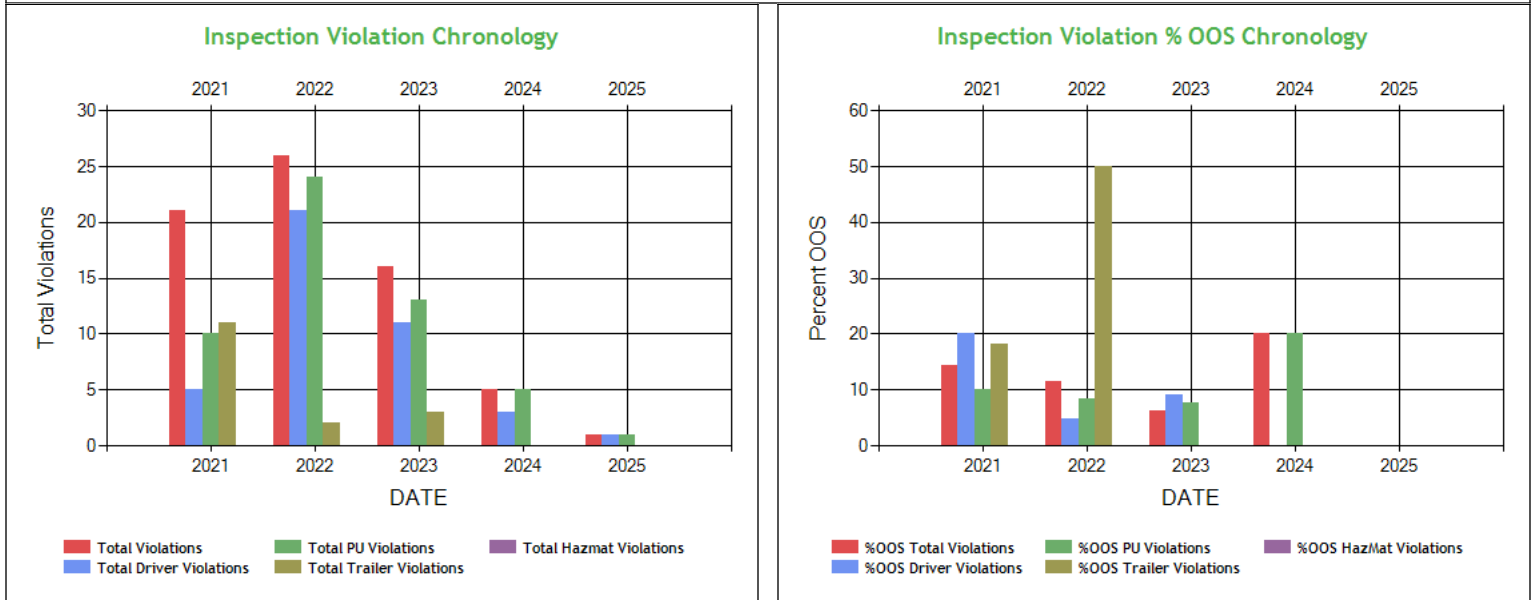 Inspection Violation Chronology
2021 2022 2023 2024 2025
30
25
20
15
10
5
0
Total Violations
2021 2022 2023 2024 2025
DATE
Total Violations Total PU Violations Total Hazmat Violations
Total Driver Violations Total Trailer Violations
Inspection Violation % OOS Chronology
2021 2022 2023 2024 2025
60
50
40
30
20
10
0
Percent OOS
2021 2022 2023 2024 2025
DATE
%OOS Total Violations %OOS PU Violations %OOS HazMat Violations
%OOS Driver Violations %OOS Trailer Violations